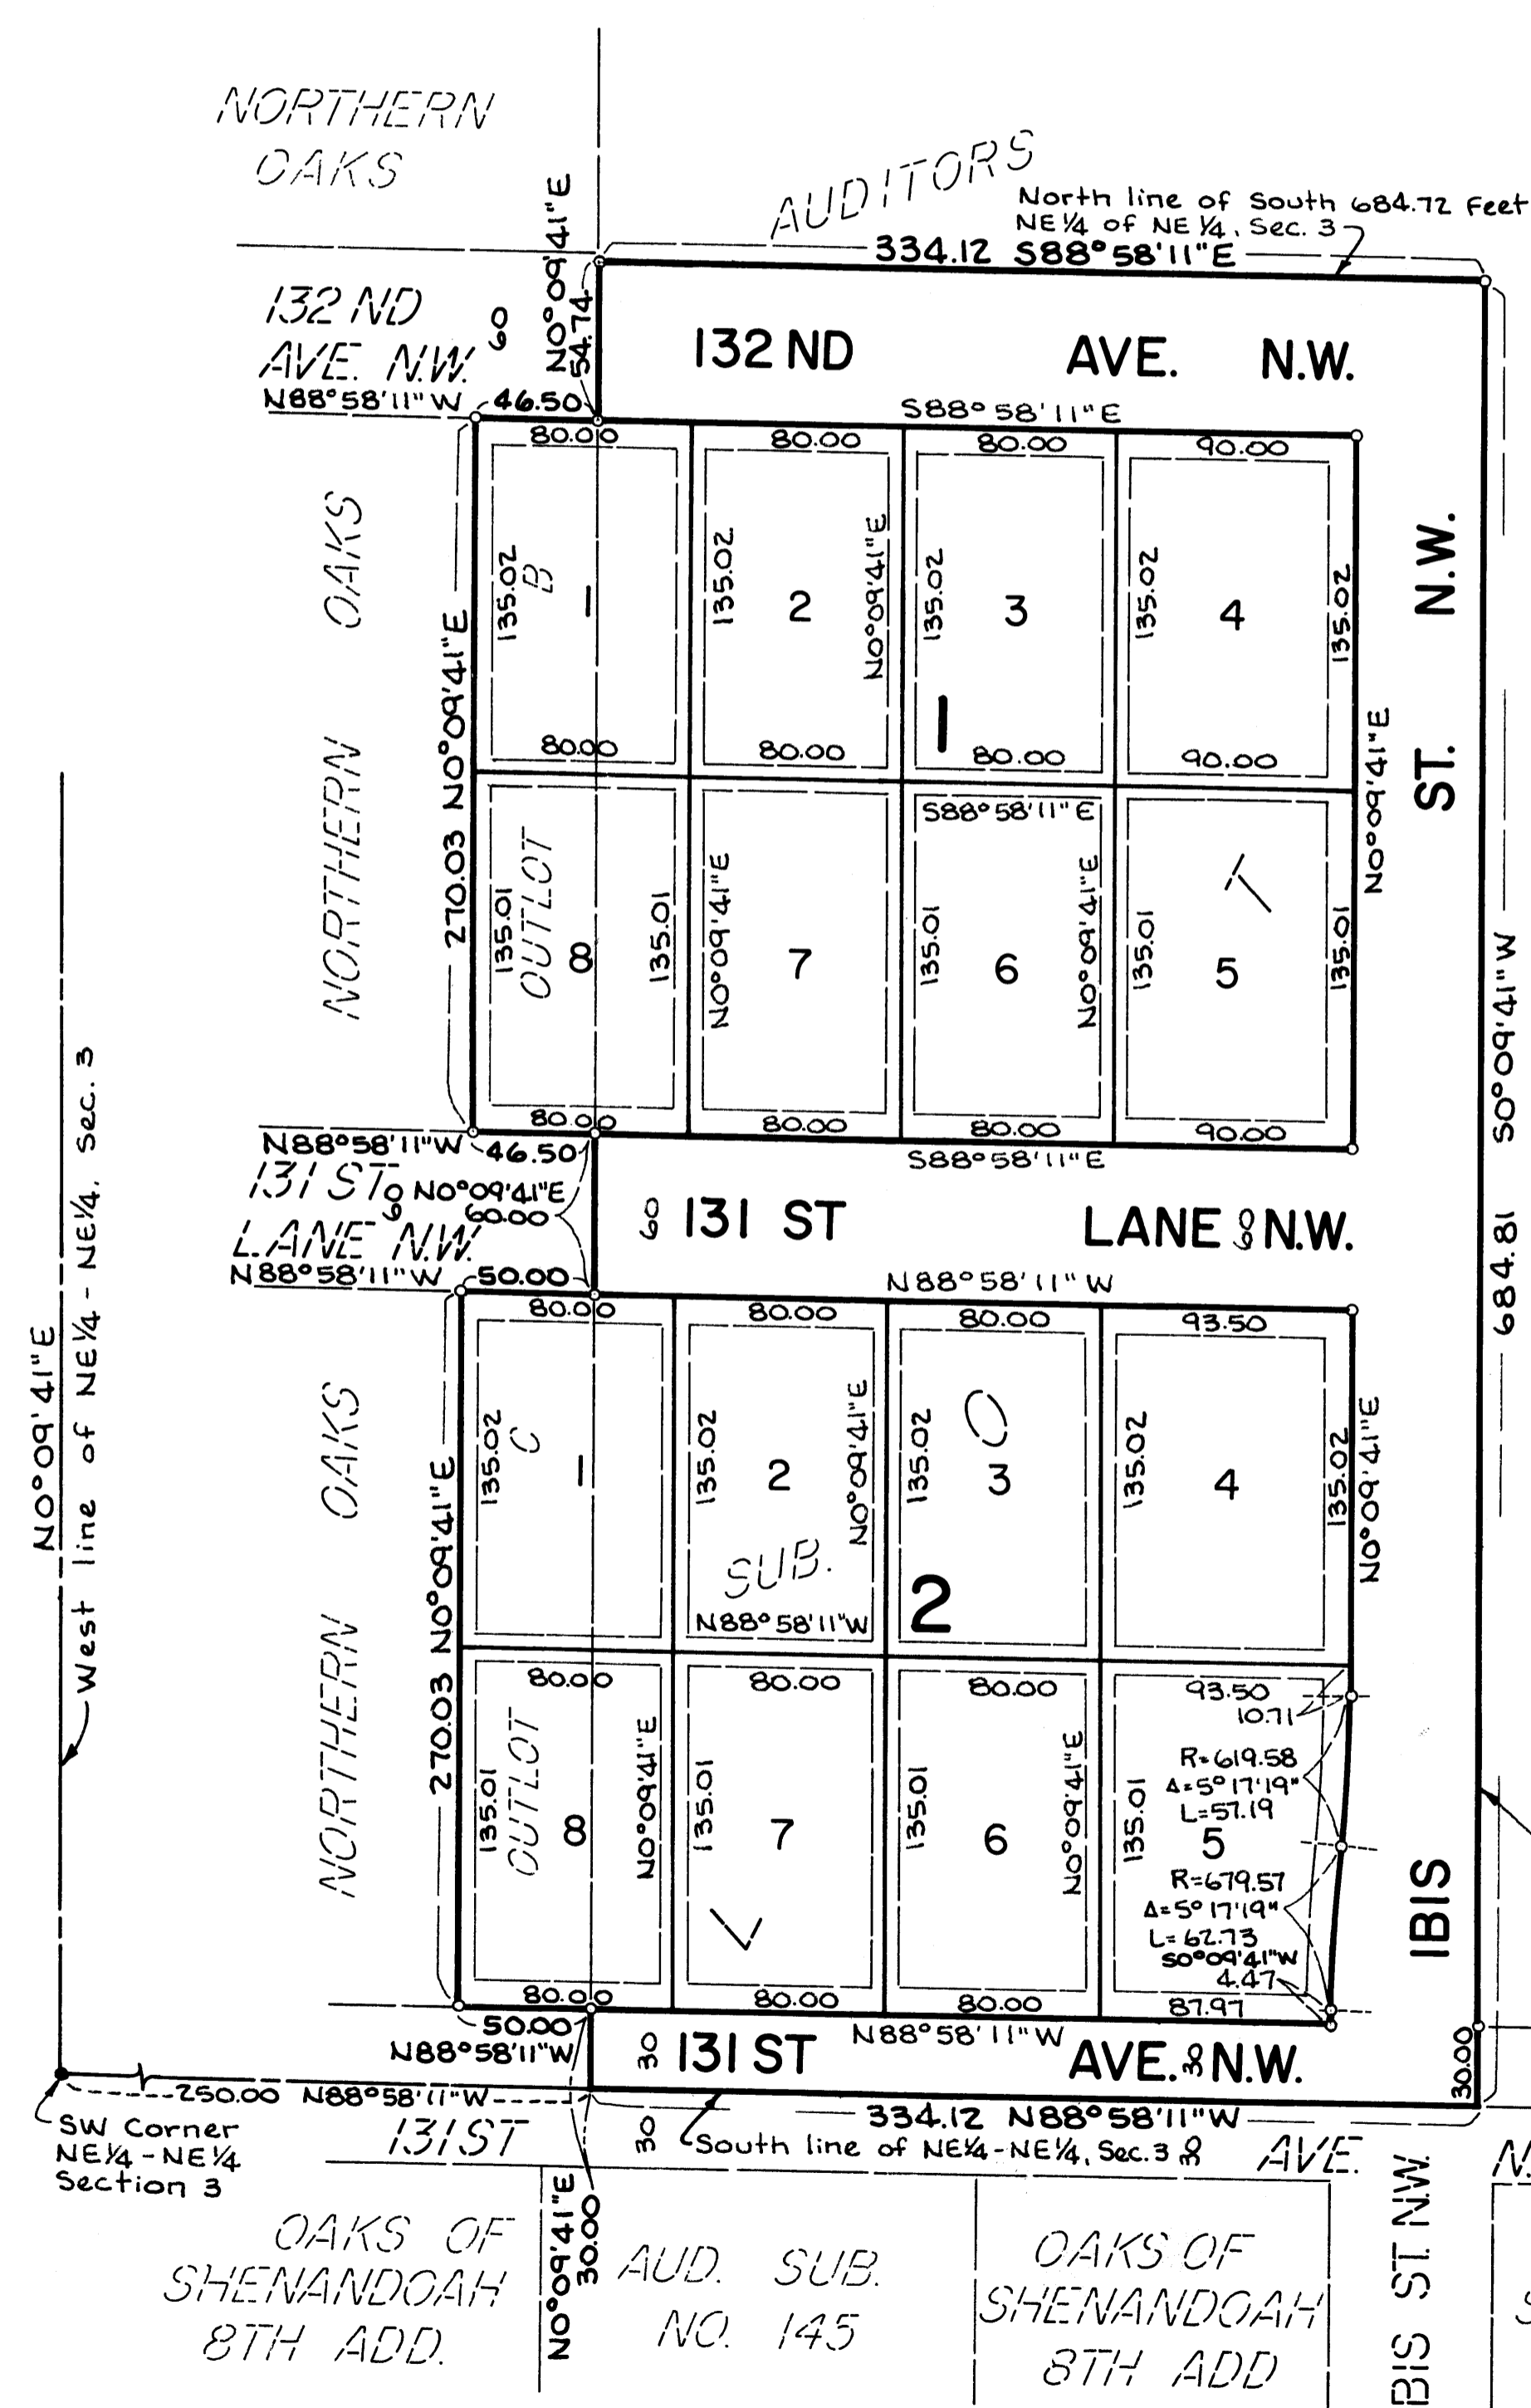 NORTHERN
OAKS
AUDITORS
North line of South 684.72 Feet
NE 1/4 of NE 1/4, Sec. 3
334.12 S88°58'11"E
N0°09'41"E
54.74
132 ND
AVE. N.W.
60
132 ND AVE. N.W.
N88°58'11"W
46.50
S88°58'11"E
80.00
80.00
80.00
90.00
NORTHERN OAKS
270.03 N0°09'41"E
135.02
B
1
135.02
2
N0°09'41"E
135.02
3
135.02
4
135.02
1
80.00
80.00
80.00
90.00
N0°09'41"E
IBIS ST. N.W.
684.81 S0°09'41"W
S88°58'11"E
135.01
OUTLOT
8
135.01
N0°09'41"E
7
135.01
6
N0°09'41"E
135.01
5
T
135.01
80.00
80.00
80.00
90.00
N88°58'11"W
46.50
S88°58'11"E
131 ST
LANE N.W.
60
N0°09'41"E
60.00
60
131 ST LANE N.W.
60
N88°58'11"W
50.00
N88°58'11"W
80.00
80.00
80.00
93.50
N0°09'41"E
West line of NE1/4 - NE1/4, Sec. 3
NORTHERN OAKS
270.03 N0°09'41"E
135.02
C
1
135.02
2
N0°09'41"E
135.02
O
3
135.02
4
135.02
N0°09'41"E
SUB.
N88°58'11"W
2
80.00
80.00
80.00
93.50
10.71
135.01
OUTLOT
8
N0°09'41"E
135.01
7
V
135.01
6
N0°09'41"E
135.01
R=619.58
Δ=5°17'19"
L=57.19
5
R=679.57
Δ=5°17'19"
L=62.73
S0°09'41"W
4.47
80.00
80.00
80.00
87.97
50.00
N88°58'11"W
N88°58'11"W
30
131 ST AVE. N.W.
30
30.00
250.00 N88°58'11"W
334.12 N88°58'11"W
SW Corner
NE1/4 - NE1/4
Section 3
131 ST
30
South line of NE1/4 - NE1/4, Sec. 3
30
AVE.
N.
N0°09'41"E
30.00
OAKS OF
SHENANDOAH
8TH ADD.
AUD. SUB.
NO. 145
OAKS OF
SHENANDOAH
8TH ADD
BIS ST. N.W.
S